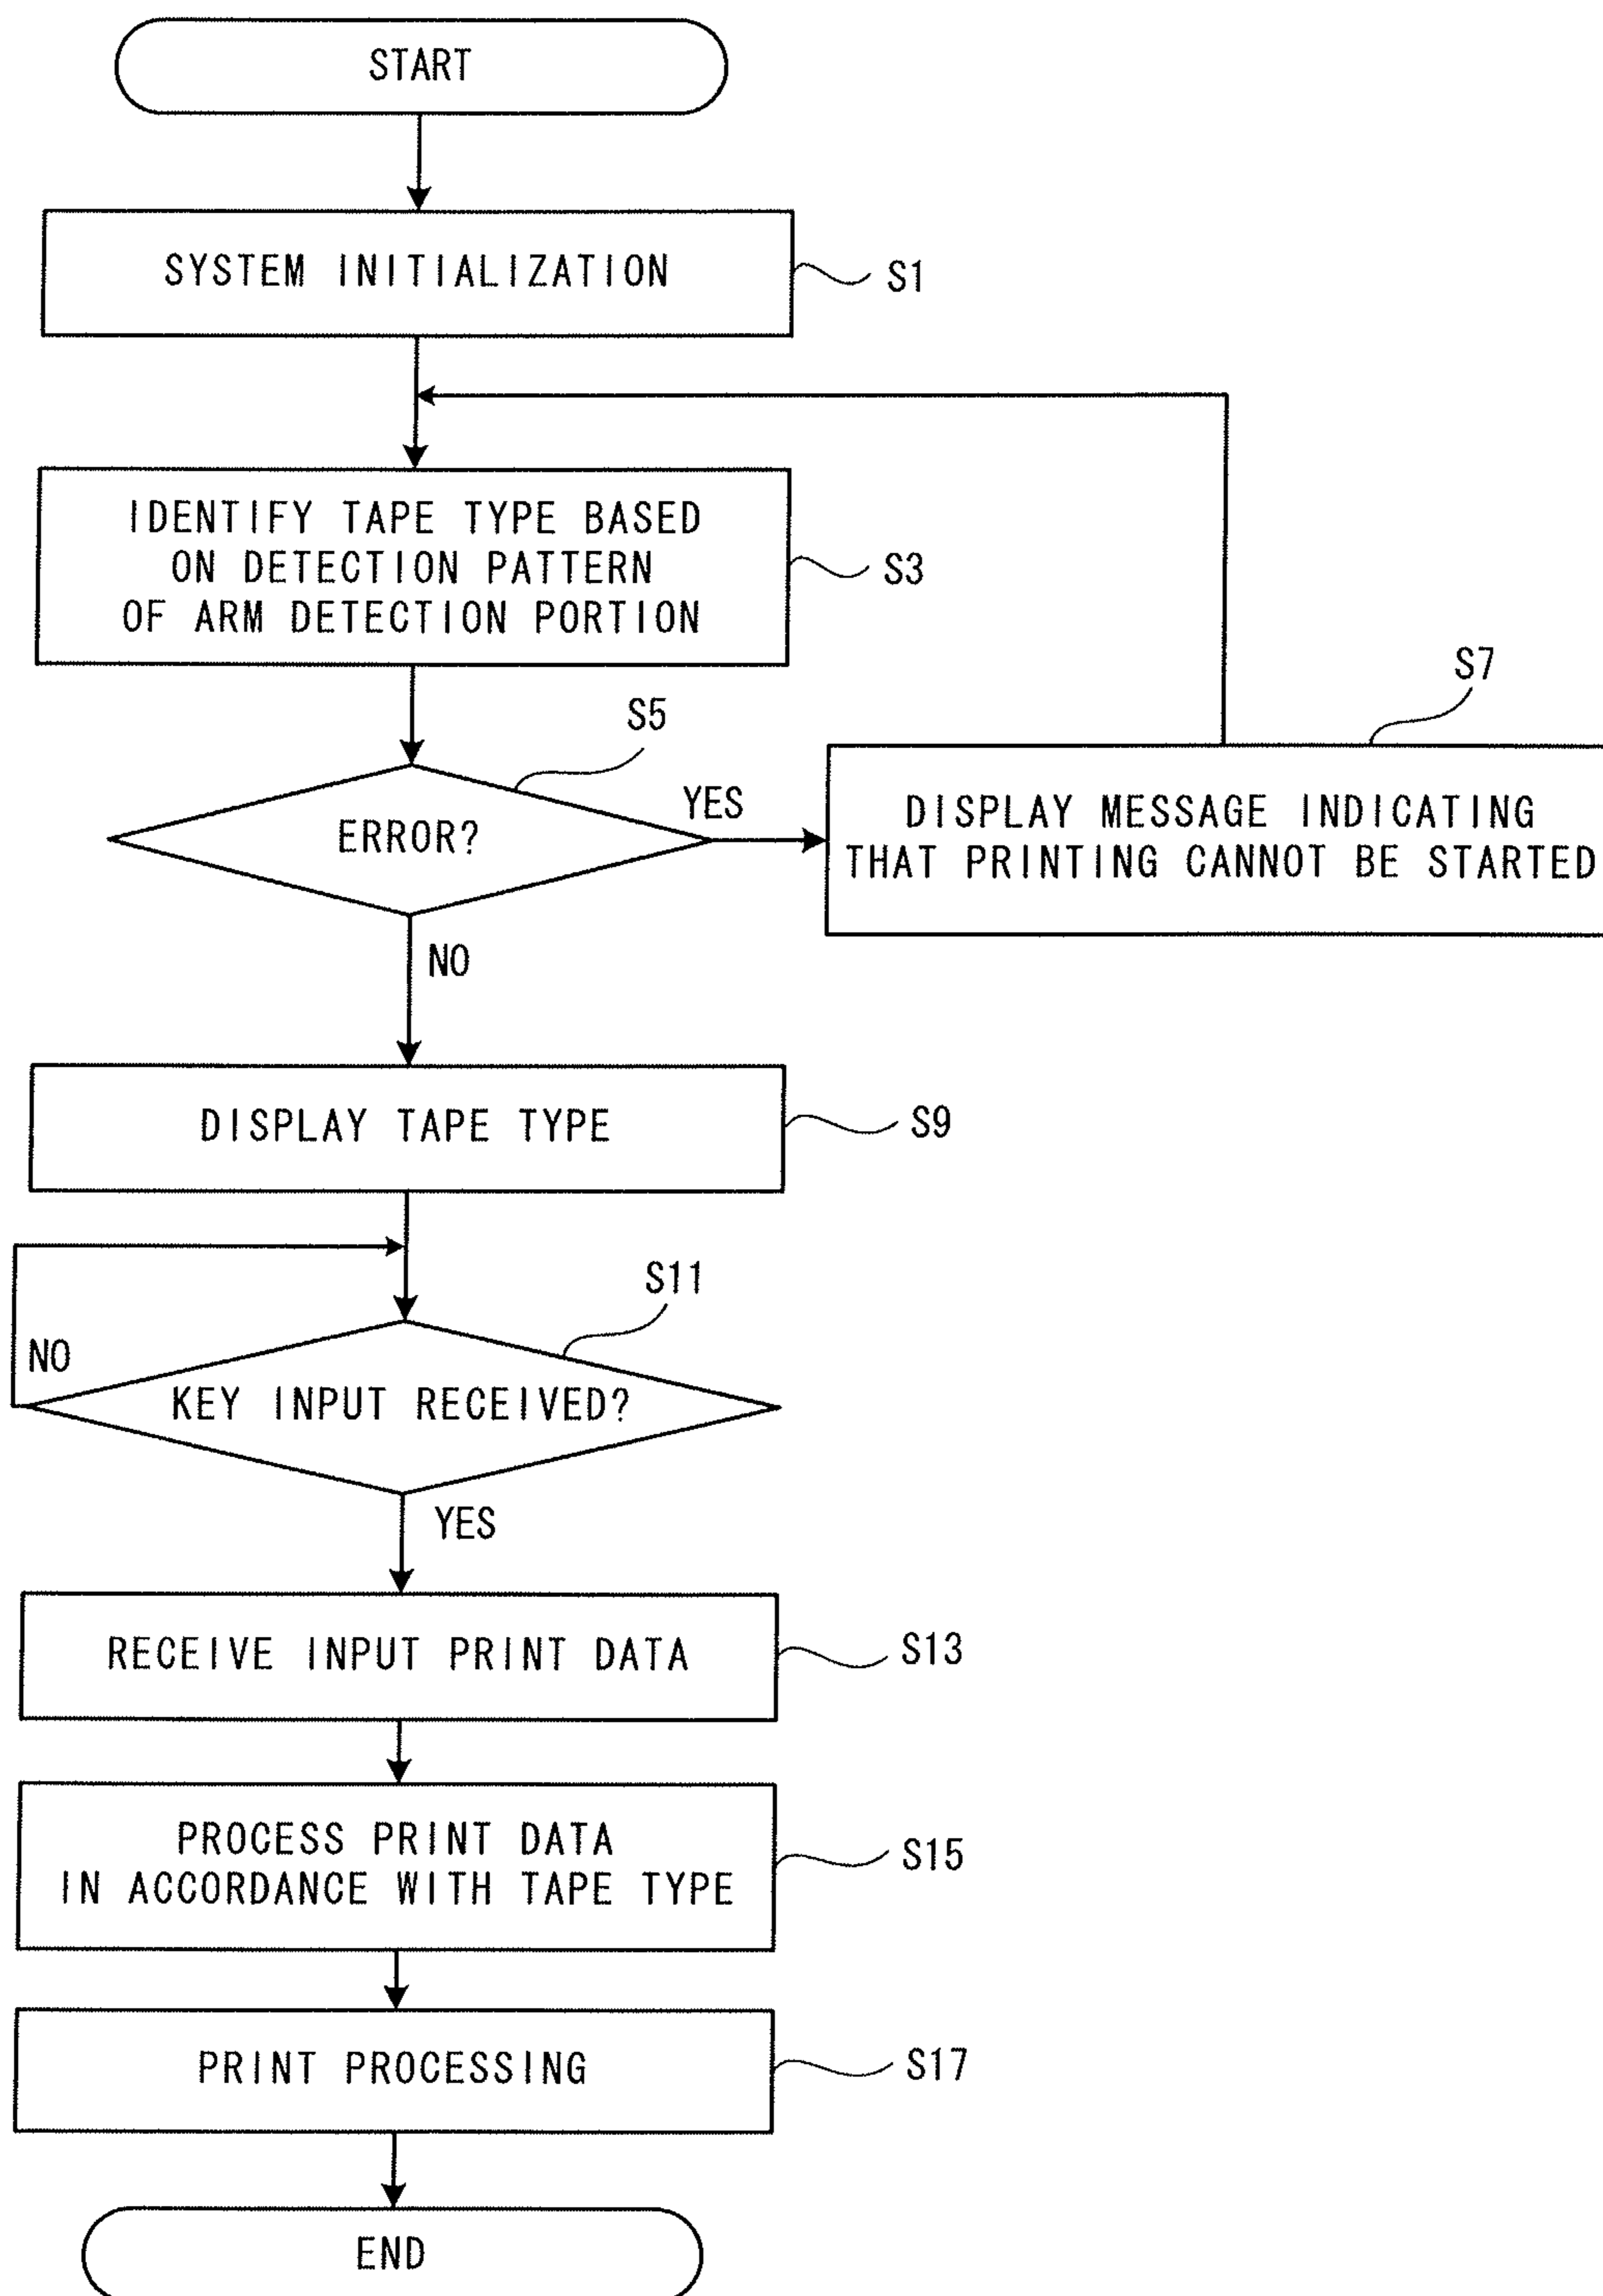 START
SYSTEM INITIALIZATION
S1
IDENTIFY TAPE TYPE BASED
ON DETECTION PATTERN
OF ARM DETECTION PORTION
S3
S5
ERROR?
YES
NO
S7
DISPLAY MESSAGE INDICATING
THAT PRINTING CANNOT BE STARTED
DISPLAY TAPE TYPE
S9
S11
NO
KEY INPUT RECEIVED?
YES
RECEIVE INPUT PRINT DATA
S13
PROCESS PRINT DATA
IN ACCORDANCE WITH TAPE TYPE
S15
PRINT PROCESSING
S17
END